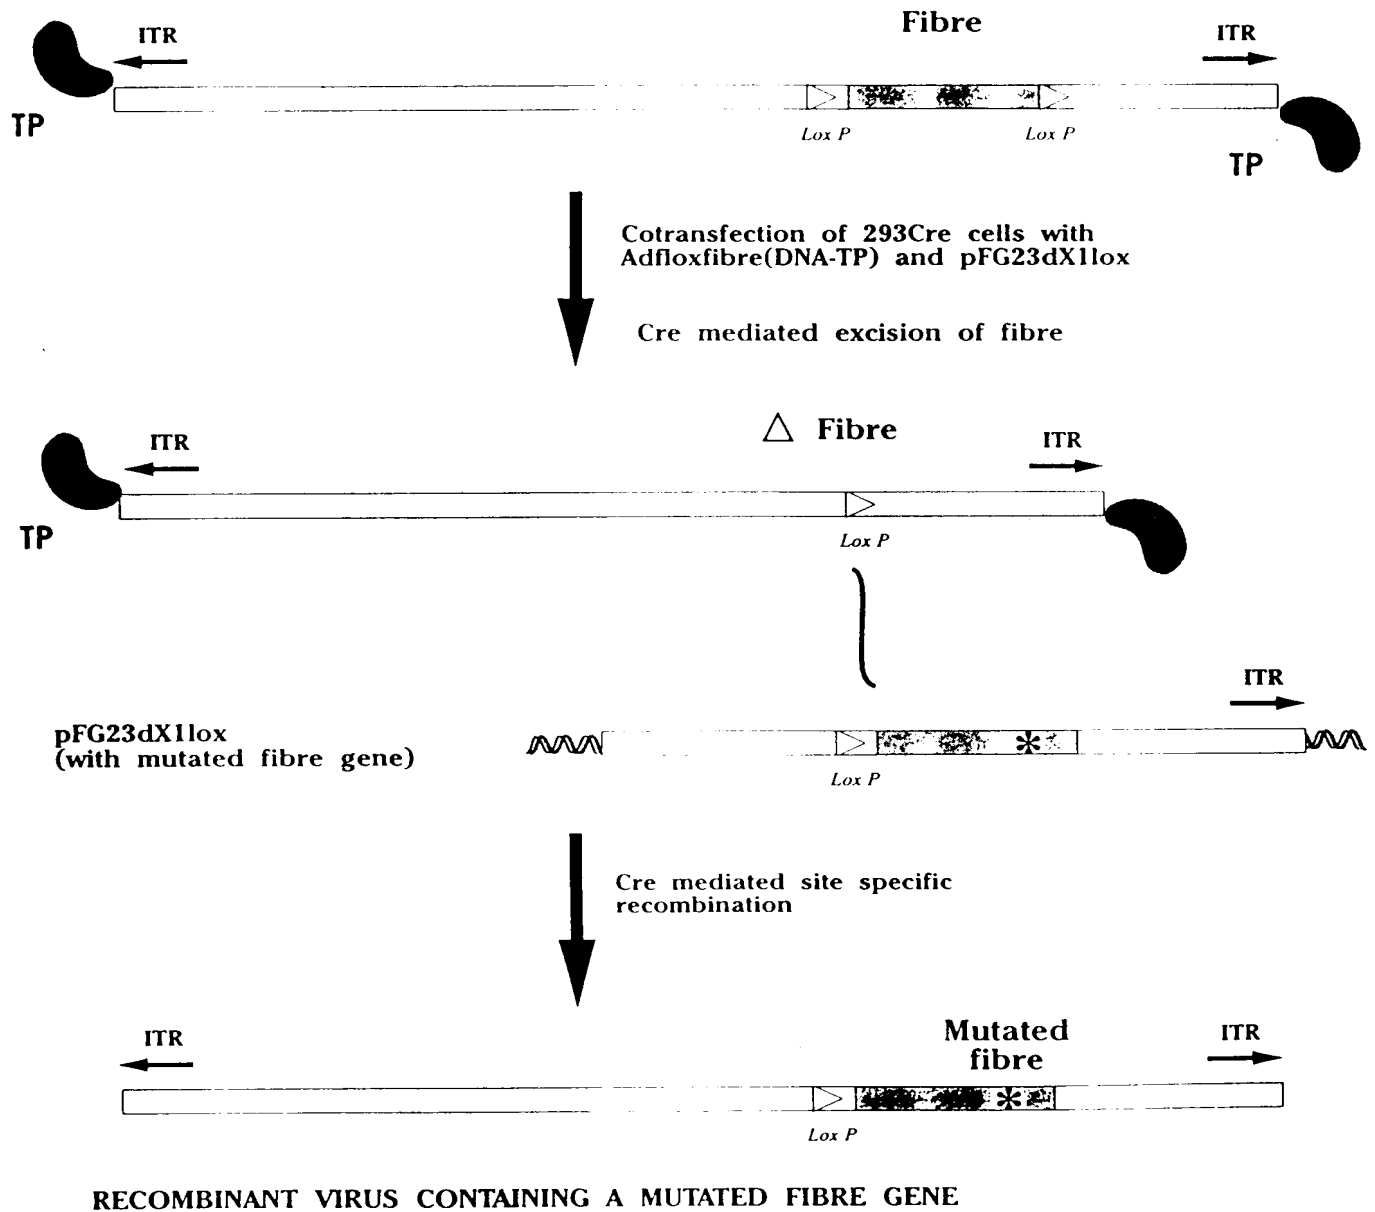 Fibre
ITR
ITR
TP
Lox P
Lox P
TP
Cotransfection of 293Cre cells with
Adfloxfibre(DNA-TP) and pFG23dX1lox
Cre mediated excision of fibre
△ Fibre
ITR
ITR
TP
Lox P
ITR
pFG23dX1lox
(with mutated fibre gene)
*
Lox P
Cre mediated site specific
recombination
ITR
Mutated
fibre
ITR
*
Lox P
RECOMBINANT VIRUS CONTAINING A MUTATED FIBRE GENE